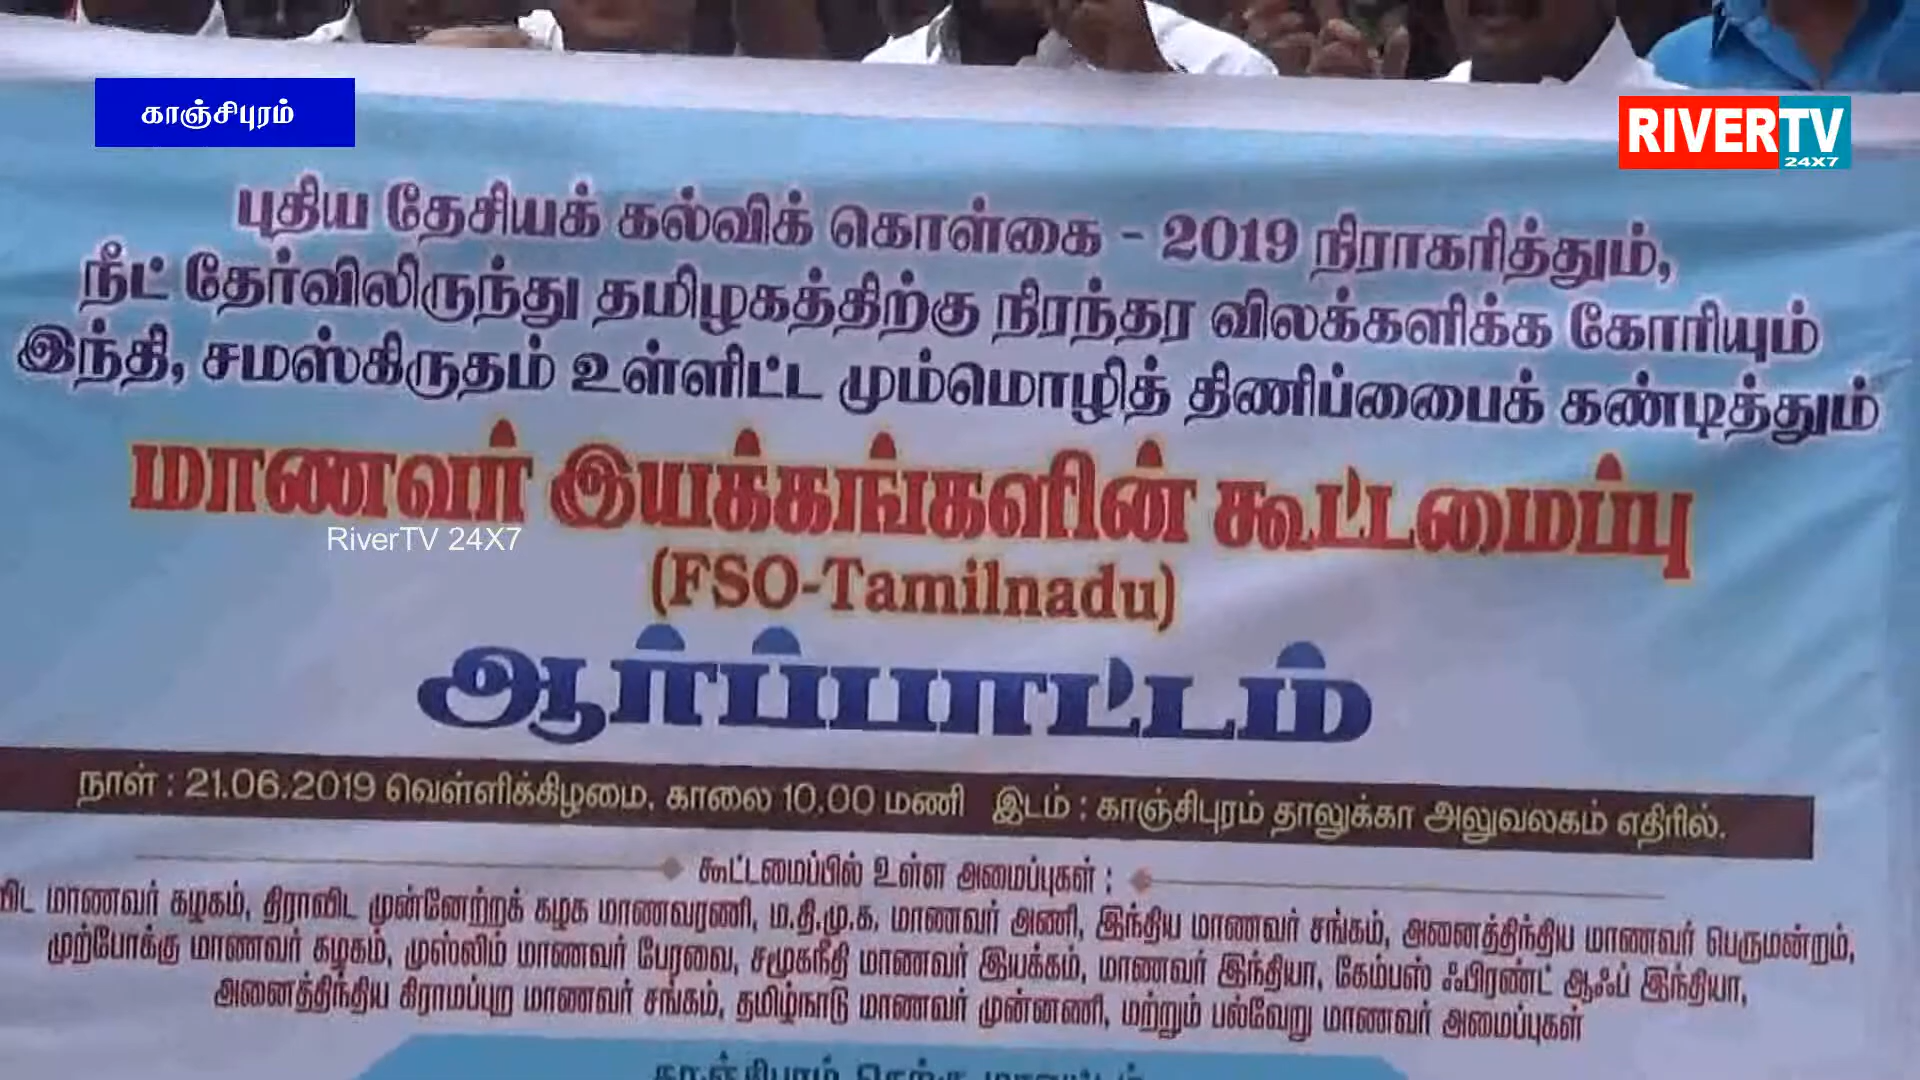 காஞ்சிபுரம்
RIVERTV
24X7
புதிய தேசியக் கல்விக் கொள்கை - 2019 நிராகரித்தும்,
நீட் தேர்விலிருந்து தமிழகத்திற்கு நிரந்தர விலக்களிக்க கோரியும்
இந்தி, சமஸ்கிருதம் உள்ளிட்ட மும்மொழித் திணிப்பைக் கண்டித்தும்
மாணவர் இயக்கங்களின் கூட்டமைப்பு
RiverTV 24X7
(FSO-Tamilnadu)
ஆர்ப்பாட்டம்
நாள் : 21.06.2019 வெள்ளிக்கிழமை, காலை 10.00 மணி இடம் : காஞ்சிபுரம் தாலுக்கா அலுவலகம் எதிரில்.
கூட்டமைப்பில் உள்ள அமைப்புகள் :
மாணவர் கழகம், திராவிட முன்னேற்றக் கழக மாணவரணி, ம.தி.மு.க. மாணவர் அணி, இந்திய மாணவர் சங்கம், அனைத்திந்திய மாணவர் பெருமன்றம்,
முற்போக்கு மாணவர் கழகம், முஸ்லிம் மாணவர் பேரவை, சமூகநீதி மாணவர் இயக்கம், மாணவர் இந்தியா, கேம்பஸ் ஃபிரண்ட் ஆஃப் இந்தியா,
அனைத்திந்திய கிராமப்புற மாணவர் சங்கம், தமிழ்நாடு மாணவர் முன்னணி, மற்றும் பல்வேறு மாணவர் அமைப்புகள்